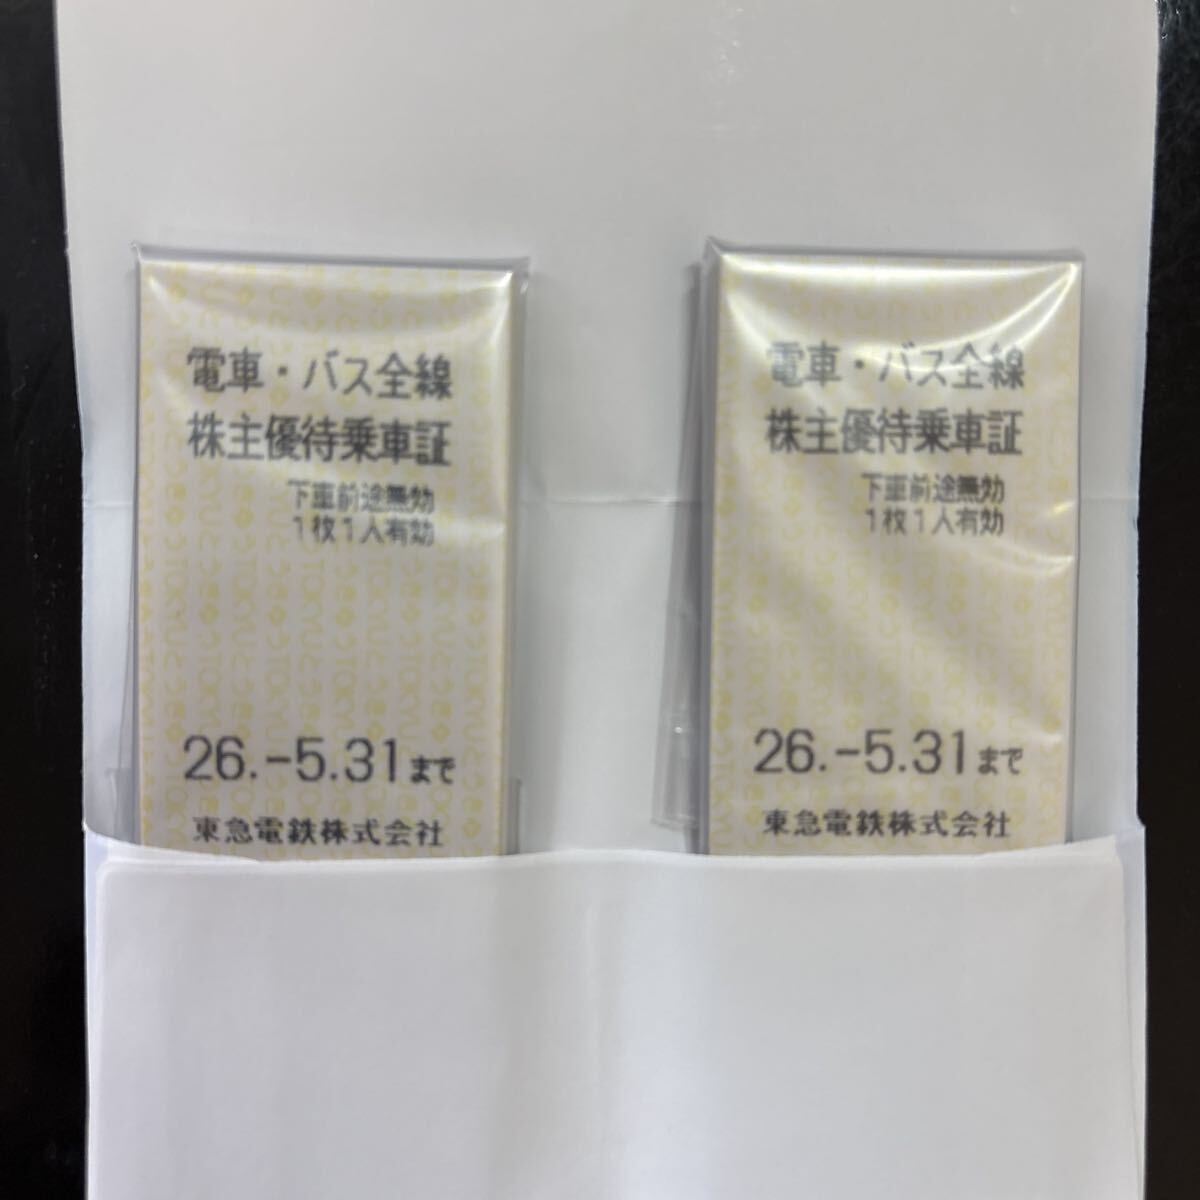 電車・バス全線
株主優待乗車証
下車前途無効
1枚1人有効
26.-5.31まで
東急電鉄株式会社
電車・バス全線
株主優待乗車証
下車前途無効
1枚1人有効
26.-5.31まで
東急電鉄株式会社